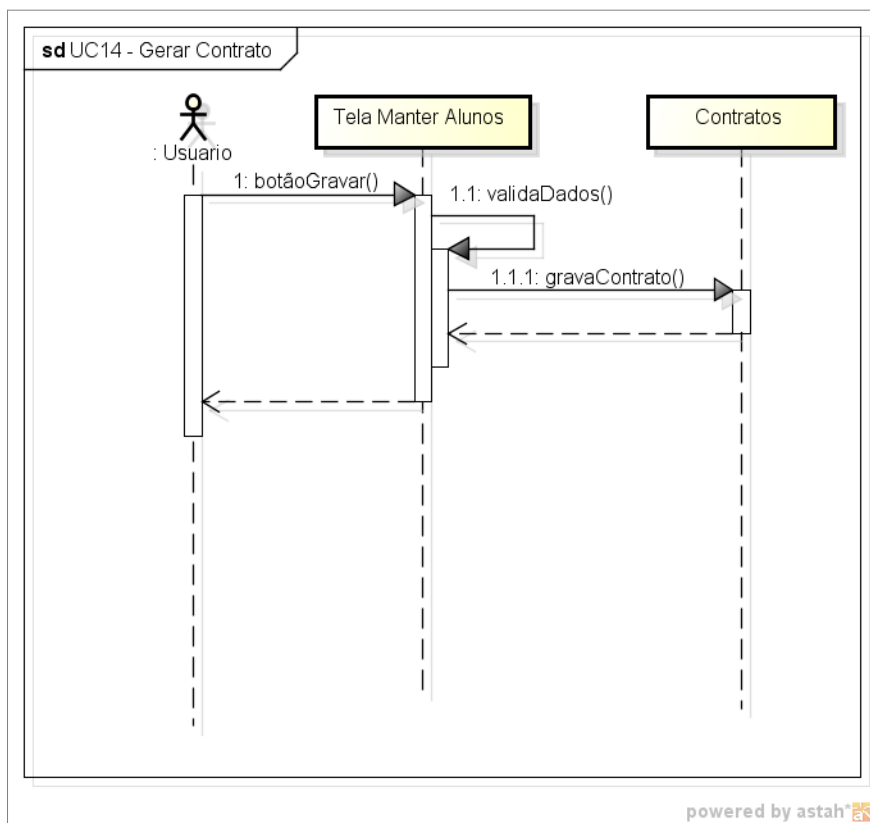 sd UC14 - Gerar Contrato
: Usuario
Tela Manter Alunos
Contratos
1: botãoGravar()
1.1: validaDados()
1.1.1: gravaContrato()
powered by astah*